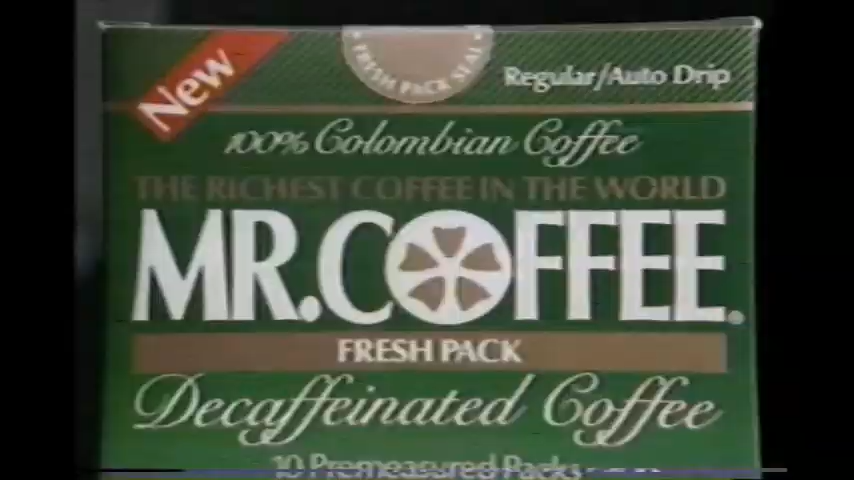 New
FRESH PACK SEAL
Regular/Auto Drip
100% Colombian Coffee
THE RICHEST COFFEE IN THE WORLD
MR. COFFEE®
FRESH PACK
Decaffeinated Coffee
10 Premeasured Packs